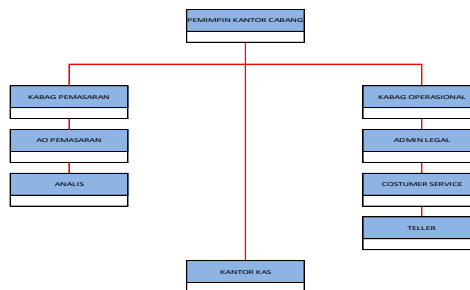 PEMIMPIN KANTOR CABANG
KABAG PEMASARAN
KABAG OPERASIONAL
AO PEMASARAN
ADMIN LEGAL
ANALIS
COSTUMER SERVICE
TELLER
KANTOR KAS